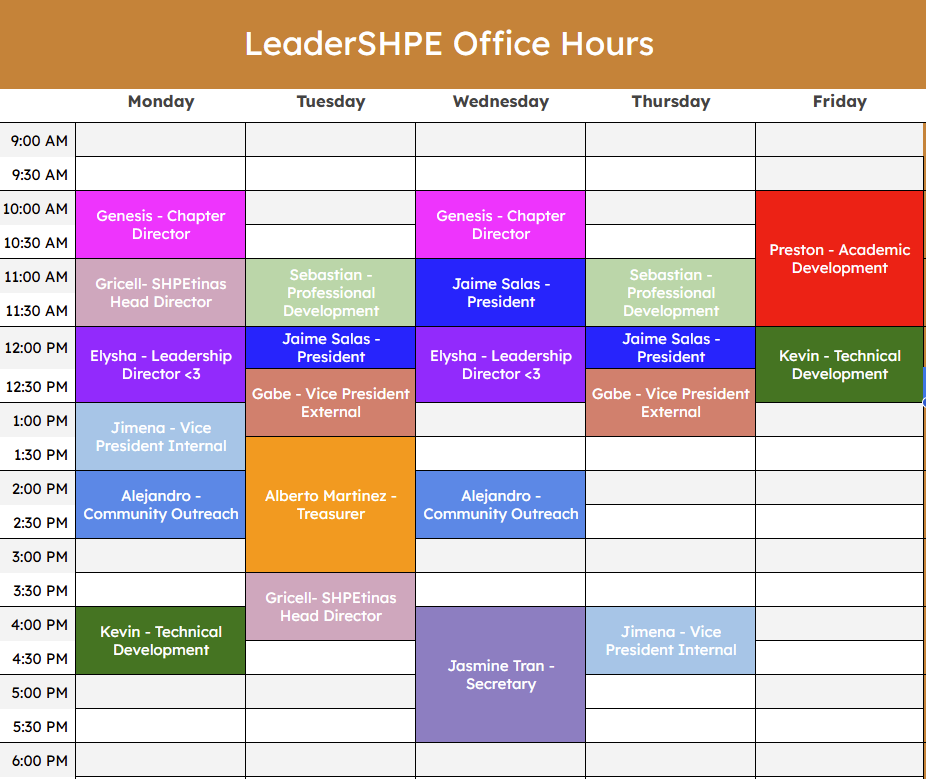 LeaderSHPE Office Hours
Monday Tuesday Wednesday Thursday Friday
9:00 AM
9:30 AM
10:00 AM
Genesis - Chapter
Director
Genesis - Chapter
Director
Preston - Academic
Development
10:30 AM
11:00 AM
Gricell- SHPEtinas
Head Director
Sebastian -
Professional
Development
Jaime Salas -
President
Sebastian -
Professional
Development
11:30 AM
12:00 PM
Elysha - Leadership
Director <3
Jaime Salas -
President
Elysha - Leadership
Director <3
Jaime Salas -
President
Kevin - Technical
Development
12:30 PM
Gabe - Vice President
External
Gabe - Vice President
External
1:00 PM
Jimena - Vice
President Internal
1:30 PM
Alberto Martinez -
Treasurer
2:00 PM
Alejandro -
Community Outreach
Alejandro -
Community Outreach
2:30 PM
3:00 PM
3:30 PM
Gricell- SHPEtinas
Head Director
4:00 PM
Kevin - Technical
Development
Jasmine Tran -
Secretary
Jimena - Vice
President Internal
4:30 PM
5:00 PM
5:30 PM
6:00 PM